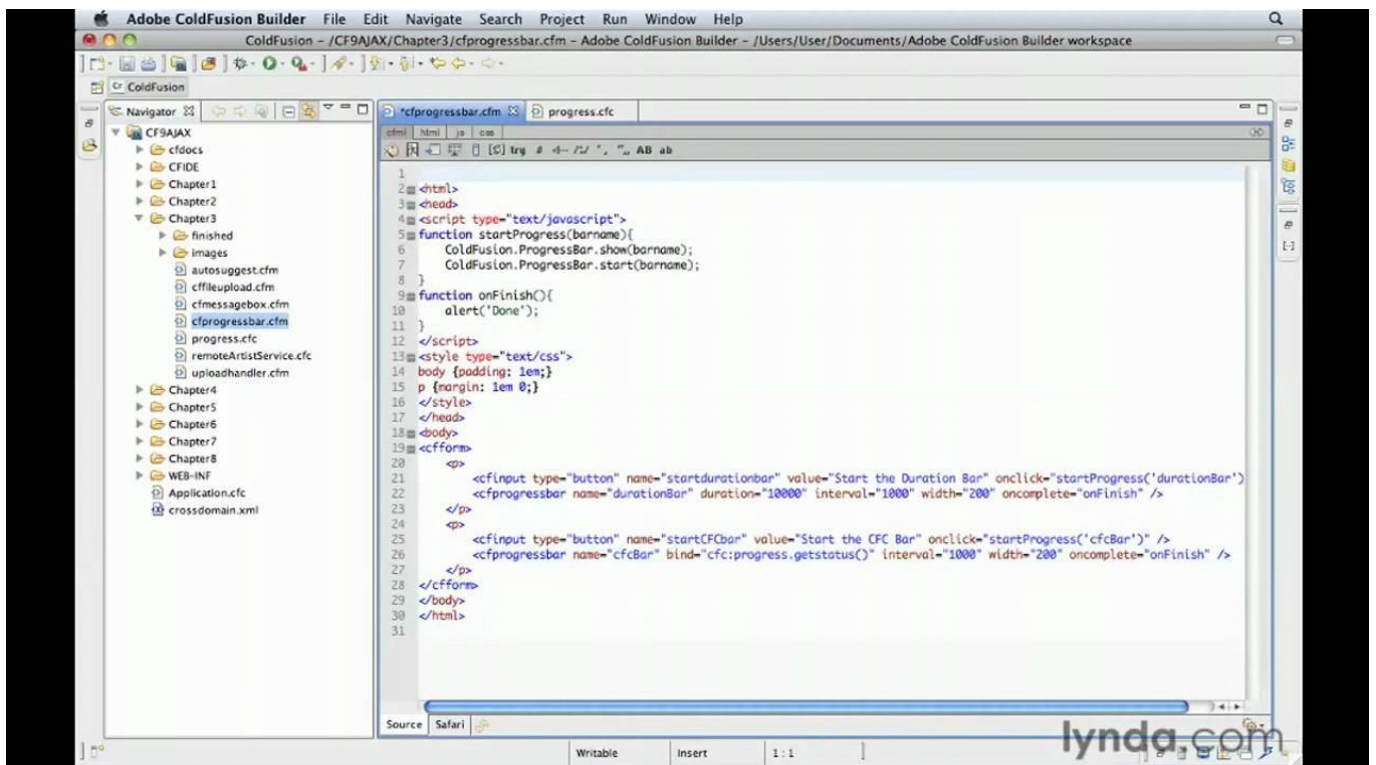 Adobe ColdFusion Builder File Edit Navigate Search Project Run Window Help
ColdFusion – /CF9AJAX/Chapter3/cfprogressbar.cfm – Adobe ColdFusion Builder – /Users/User/Documents/Adobe ColdFusion Builder workspace
Cf ColdFusion
Navigator
CF9AJAX
cfdocs
CFIDE
Chapter1
Chapter2
Chapter3
finished
images
autosuggest.cfm
cffileupload.cfm
cfmessagebox.cfm
cfprogressbar.cfm
progress.cfc
remoteArtistService.cfc
uploadhandler.cfm
Chapter4
Chapter5
Chapter6
Chapter7
Chapter8
WEB-INF
Application.cfc
crossdomain.xml
*cfprogressbar.cfm progress.cfc
cfml html js css
try # AB ab
1
2 <html>
3 <head>
4 <script type="text/javascript">
5 function startProgress(barname){
6 ColdFusion.ProgressBar.show(barname);
7 ColdFusion.ProgressBar.start(barname);
8 }
9 function onFinish(){
10 alert('Done');
11 }
12 </script>
13 <style type="text/css">
14 body {padding: 1em;}
15 p {margin: 1em 0;}
16 </style>
17 </head>
18 <body>
19 <cfform>
20 <p>
21 <cfinput type="button" name="startdurationbar" value="Start the Duration Bar" onclick="startProgress('durationBar')
22 <cfprogressbar name="durationBar" duration="10000" interval="1000" width="200" oncomplete="onFinish" />
23 </p>
24 <p>
25 <cfinput type="button" name="startCFCbar" value="Start the CFC Bar" onclick="startProgress('cfcBar')" />
26 <cfprogressbar name="cfcBar" bind="cfc:progress.getstatus()" interval="1000" width="200" oncomplete="onFinish" />
27 </p>
28 </cfform>
29 </body>
30 </html>
31
Source Safari
Writable Insert 1 : 1
lynda.com